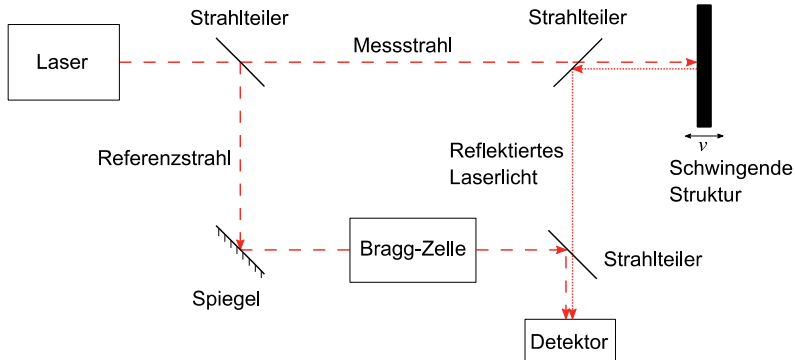 Strahlteiler
Strahlteiler
Laser
Messstrahl
Referenzstrahl
Reflektiertes
Laserlicht
v
Schwingende
Struktur
Bragg-Zelle
Strahlteiler
Spiegel
Detektor